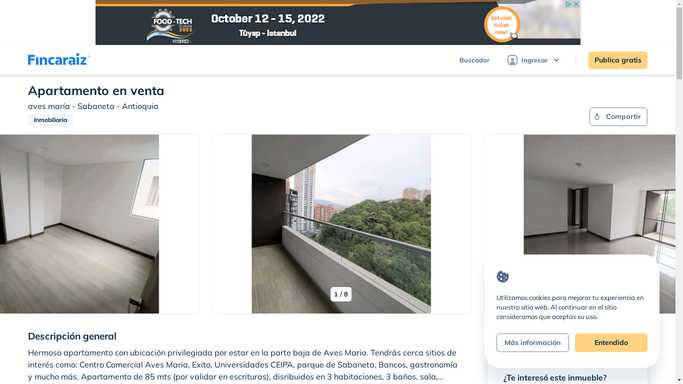 FOOD-TECH
October 12 - 15, 2022
Tüyap - Istanbul
Get your
ticket
now!
Fincaraiz
Buscador
Ingresar
Publica gratis
Apartamento en venta
aves maría - Sabaneta - Antioquia
Inmobiliaria
Compartir
1 / 8
Utilizamos cookies para mejorar tu experiencia en
nuestro sitio web. Al continuar en el sitio
consideramos que aceptas su uso.
Más información
Entendido
Descripción general
Hermoso apartamento con ubicación privilegiada por estar en la parte baja de Aves Maria. Tendrás cerca sitios de
interés como: Centro Comercial Aves Maria, Exito, Universidades CEIPA, parque de Sabaneta, Bancos, gastronomía
y mucho más. Apartamento de 85 mts (por validar en escrituras), disribuidos en 3 habitaciones, 3 baños, sala,...
¿Te interesó este inmueble?